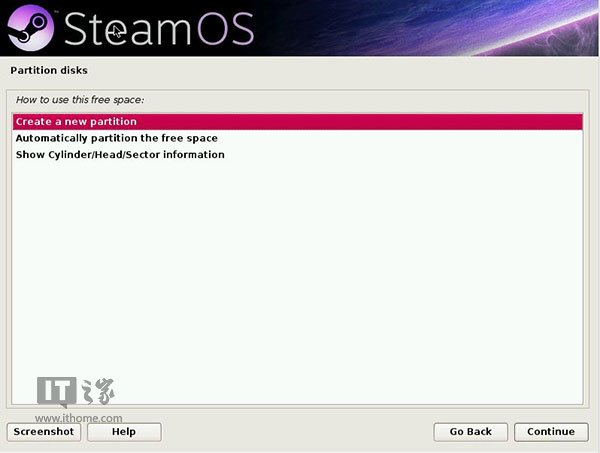 SteamOS
™
Partition disks
How to use this free space:
Create a new partition
Automatically partition the free space
Show Cylinder/Head/Sector information
IT之家
www.ithome.com
Screenshot
Help
Go Back
Continue